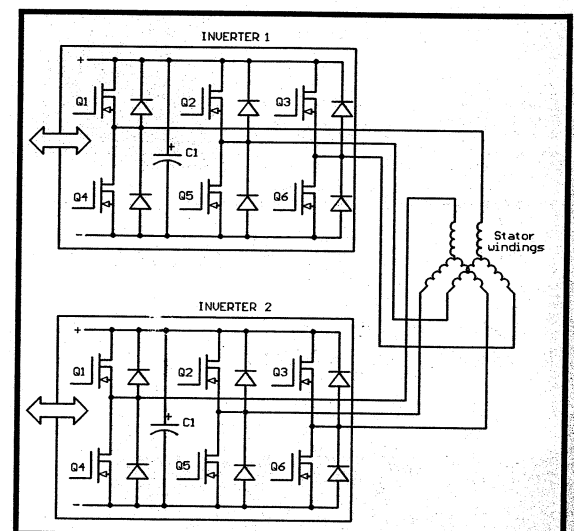 INVERTER 1
+
Q1
Q2
Q3
+
C1
Q4
Q5
Q6
-
Stator
windings
INVERTER 2
+
Q1
Q2
Q3
+
C1
Q4
Q5
Q6
-